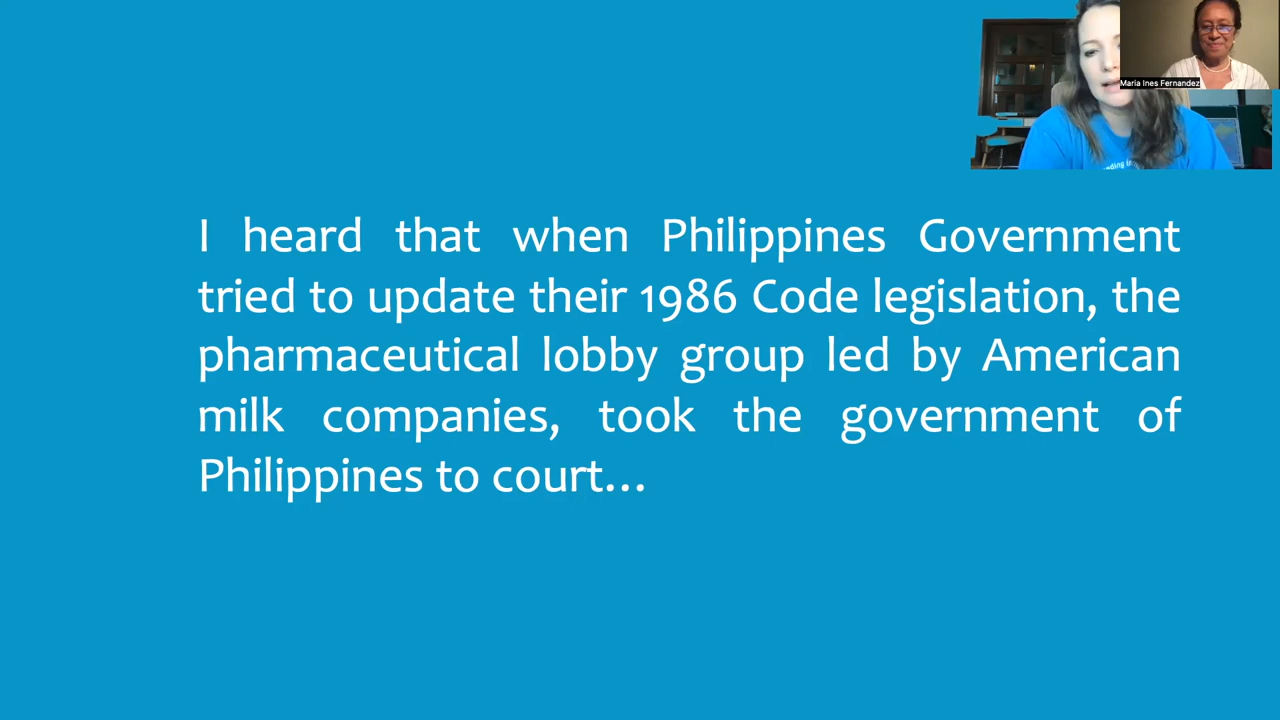 Maria Ines Fernandez
I heard that when Philippines Government
tried to update their 1986 Code legislation, the
pharmaceutical lobby group led by American
milk companies, took the government of
Philippines to court...